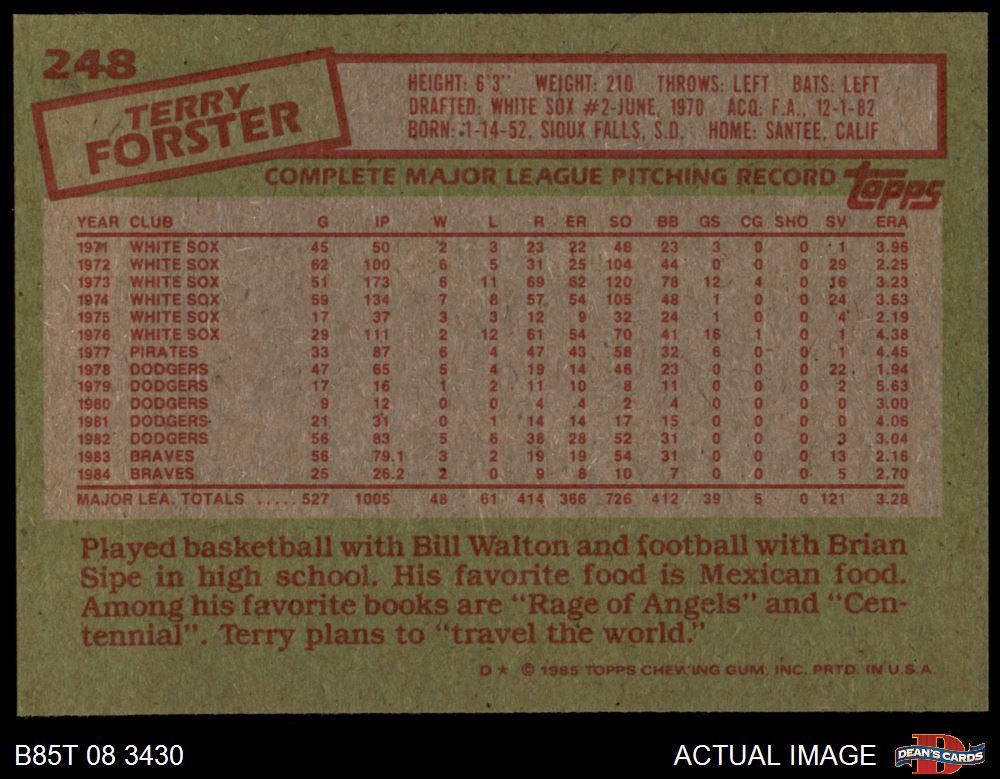 248
TERRY
FORSTER
HEIGHT: 6'3" WEIGHT: 210 THROWS: LEFT BATS: LEFT
DRAFTED: WHITE SOX #2-JUNE, 1970 ACQ: F.A., 12-1-82
BORN: 1-14-52, SIOUX FALLS, S.D. HOME: SANTEE, CALIF
COMPLETE MAJOR LEAGUE PITCHING RECORD topps
YEAR CLUB G IP W L R ER SO BB GS CG SHO SV ERA
1971 WHITE SOX 45 50 2 3 23 22 48 23 3 0 0 1 3.96
1972 WHITE SOX 62 100 6 5 31 25 104 44 0 0 0 29 2.25
1973 WHITE SOX 51 173 6 11 69 62 120 78 12 4 0 16 3.23
1974 WHITE SOX 59 134 7 8 57 54 105 48 1 0 0 24 3.63
1975 WHITE SOX 17 37 3 3 12 9 32 24 1 0 0 4 2.19
1976 WHITE SOX 29 111 2 12 61 54 70 41 16 1 0 1 4.38
1977 PIRATES 33 87 6 4 47 43 58 32 6 0 0 1 4.45
1978 DODGERS 47 65 5 4 19 14 46 23 0 0 0 22 1.94
1979 DODGERS 17 16 1 2 11 10 8 11 0 0 0 2 5.63
1980 DODGERS 9 12 0 0 4 4 2 4 0 0 0 0 3.00
1981 DODGERS 21 31 0 1 14 14 17 15 0 0 0 0 4.06
1982 DODGERS 56 83 5 6 38 28 52 31 0 0 0 3 3.04
1983 BRAVES 56 79.1 3 2 19 19 54 31 0 0 0 13 2.16
1984 BRAVES 25 26.2 2 0 9 8 10 7 0 0 0 5 2.70
MAJOR LEA. TOTALS ..... 527 1005 48 61 414 366 726 412 39 5 0 121 3.28
Played basketball with Bill Walton and football with Brian
Sipe in high school. His favorite food is Mexican food.
Among his favorite books are "Rage of Angels" and "Cen-
tennial". Terry plans to "travel the world."
D * © 1985 TOPPS CHEWING GUM, INC. PRTD. IN U.S.A.
B85T 08 3430 ACTUAL IMAGE DEAN'S CARDS